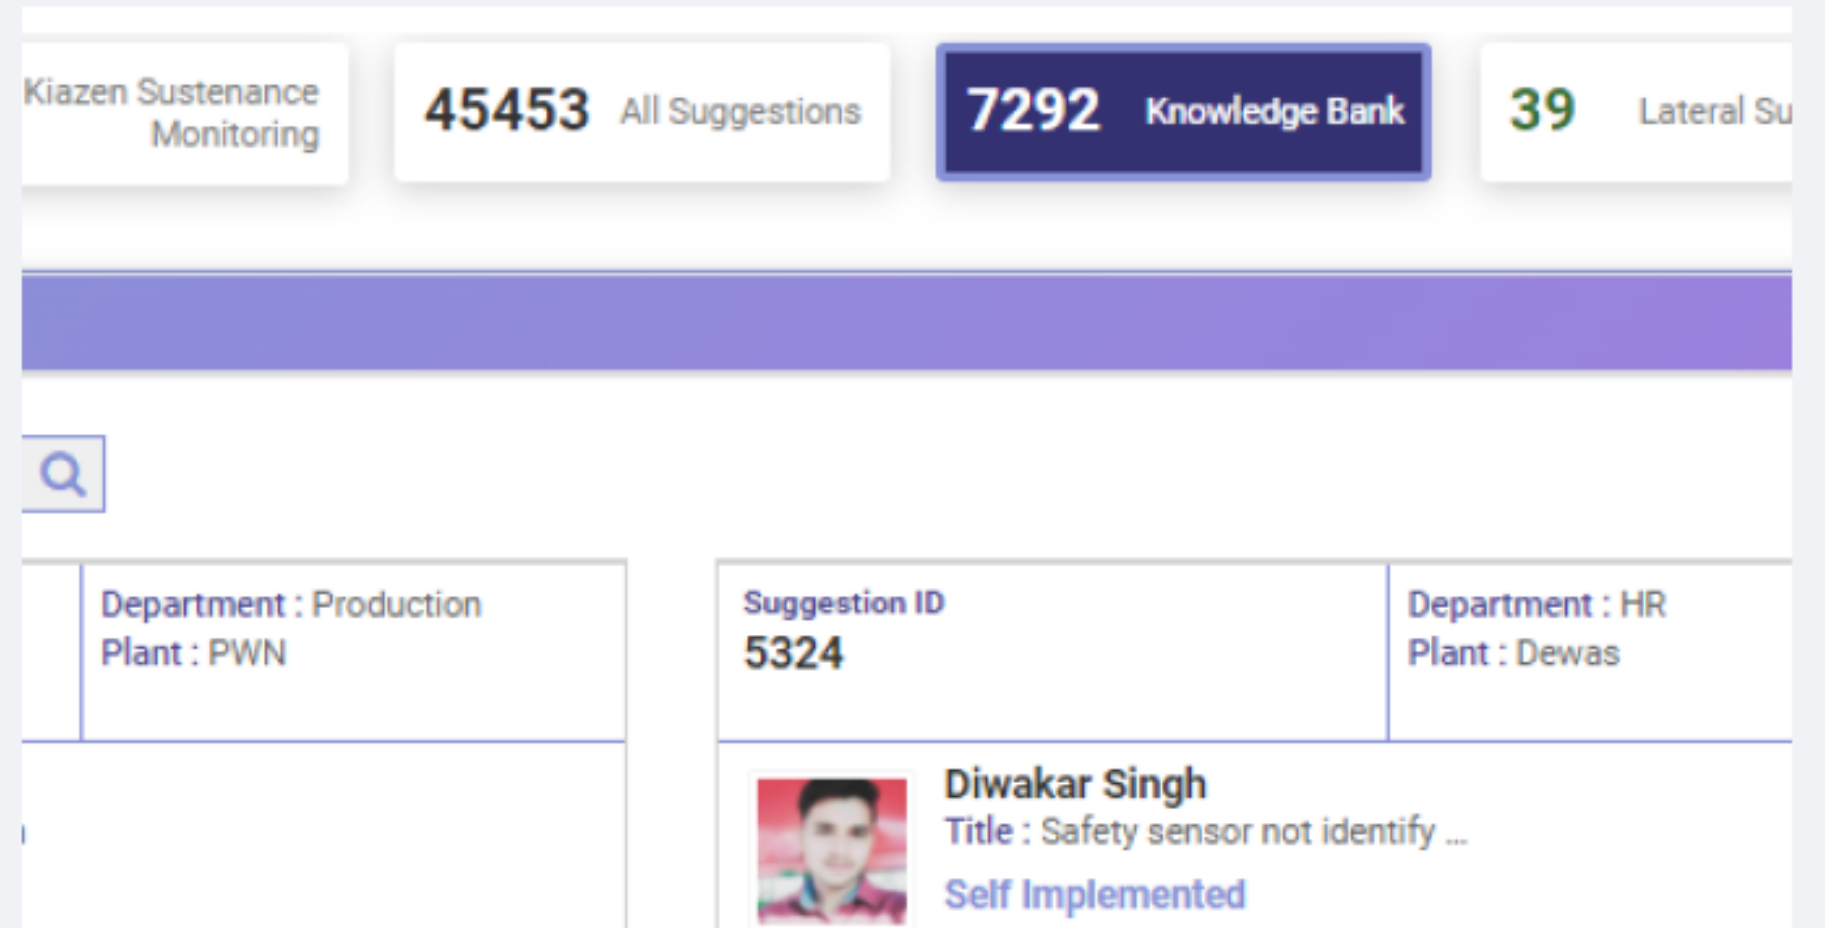 Kiazen Sustenance
Monitoring
45453 All Suggestions
7292 Knowledge Bank
39 Lateral Su
Department : Production
Plant : PWN
Suggestion ID
5324
Department : HR
Plant : Dewas
Diwakar Singh
Title : Safety sensor not identify ...
Self Implemented